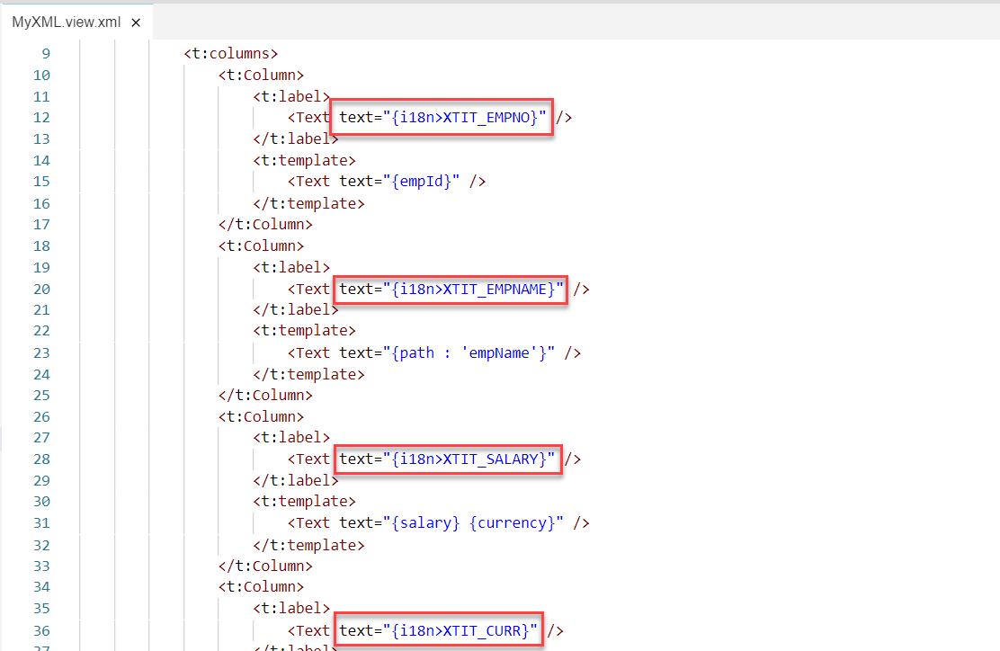 MyXML.view.xml ×
9 <t:columns>
10 <t:Column>
11 <t:label>
12 <Text text="{i18n>XTIT_EMPNO}" />
13 </t:label>
14 <t:template>
15 <Text text="{empId}" />
16 </t:template>
17 </t:Column>
18 <t:Column>
19 <t:label>
20 <Text text="{i18n>XTIT_EMPNAME}" />
21 </t:label>
22 <t:template>
23 <Text text="{path : 'empName'}" />
24 </t:template>
25 </t:Column>
26 <t:Column>
27 <t:label>
28 <Text text="{i18n>XTIT_SALARY}" />
29 </t:label>
30 <t:template>
31 <Text text="{salary} {currency}" />
32 </t:template>
33 </t:Column>
34 <t:Column>
35 <t:label>
36 <Text text="{i18n>XTIT_CURR}" />
37 </t:label>